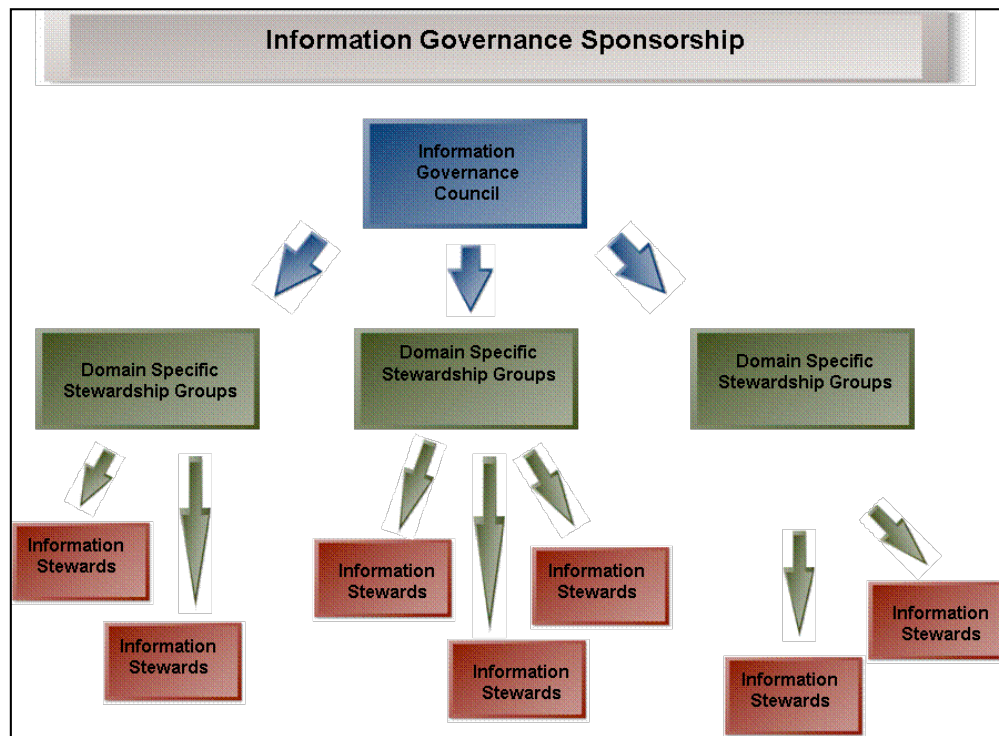 Information Governance Sponsorship
Information
Governance
Council
Domain Specific
Stewardship Groups
Domain Specific
Stewardship Groups
Domain Specific
Stewardship Groups
Information
Stewards
Information
Stewards
Information
Stewards
Information
Stewards
Information
Stewards
Information
Stewards
Information
Stewards